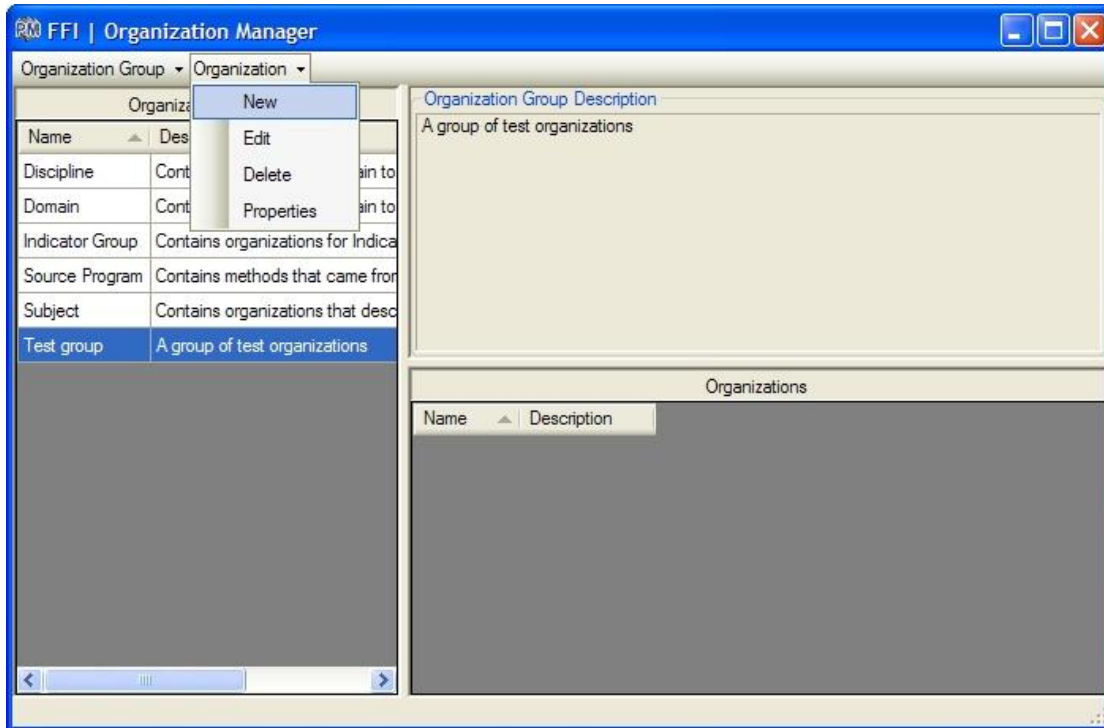 FFI | Organization Manager
Organization Group Organization
Organiza
New
Edit
Delete
Properties
Name Des
Discipline Cont ain to
Domain Cont ain to
Indicator Group Contains organizations for Indica
Source Program Contains methods that came from
Subject Contains organizations that desc
Test group A group of test organizations
Organization Group Description
A group of test organizations
Organizations
Name Description